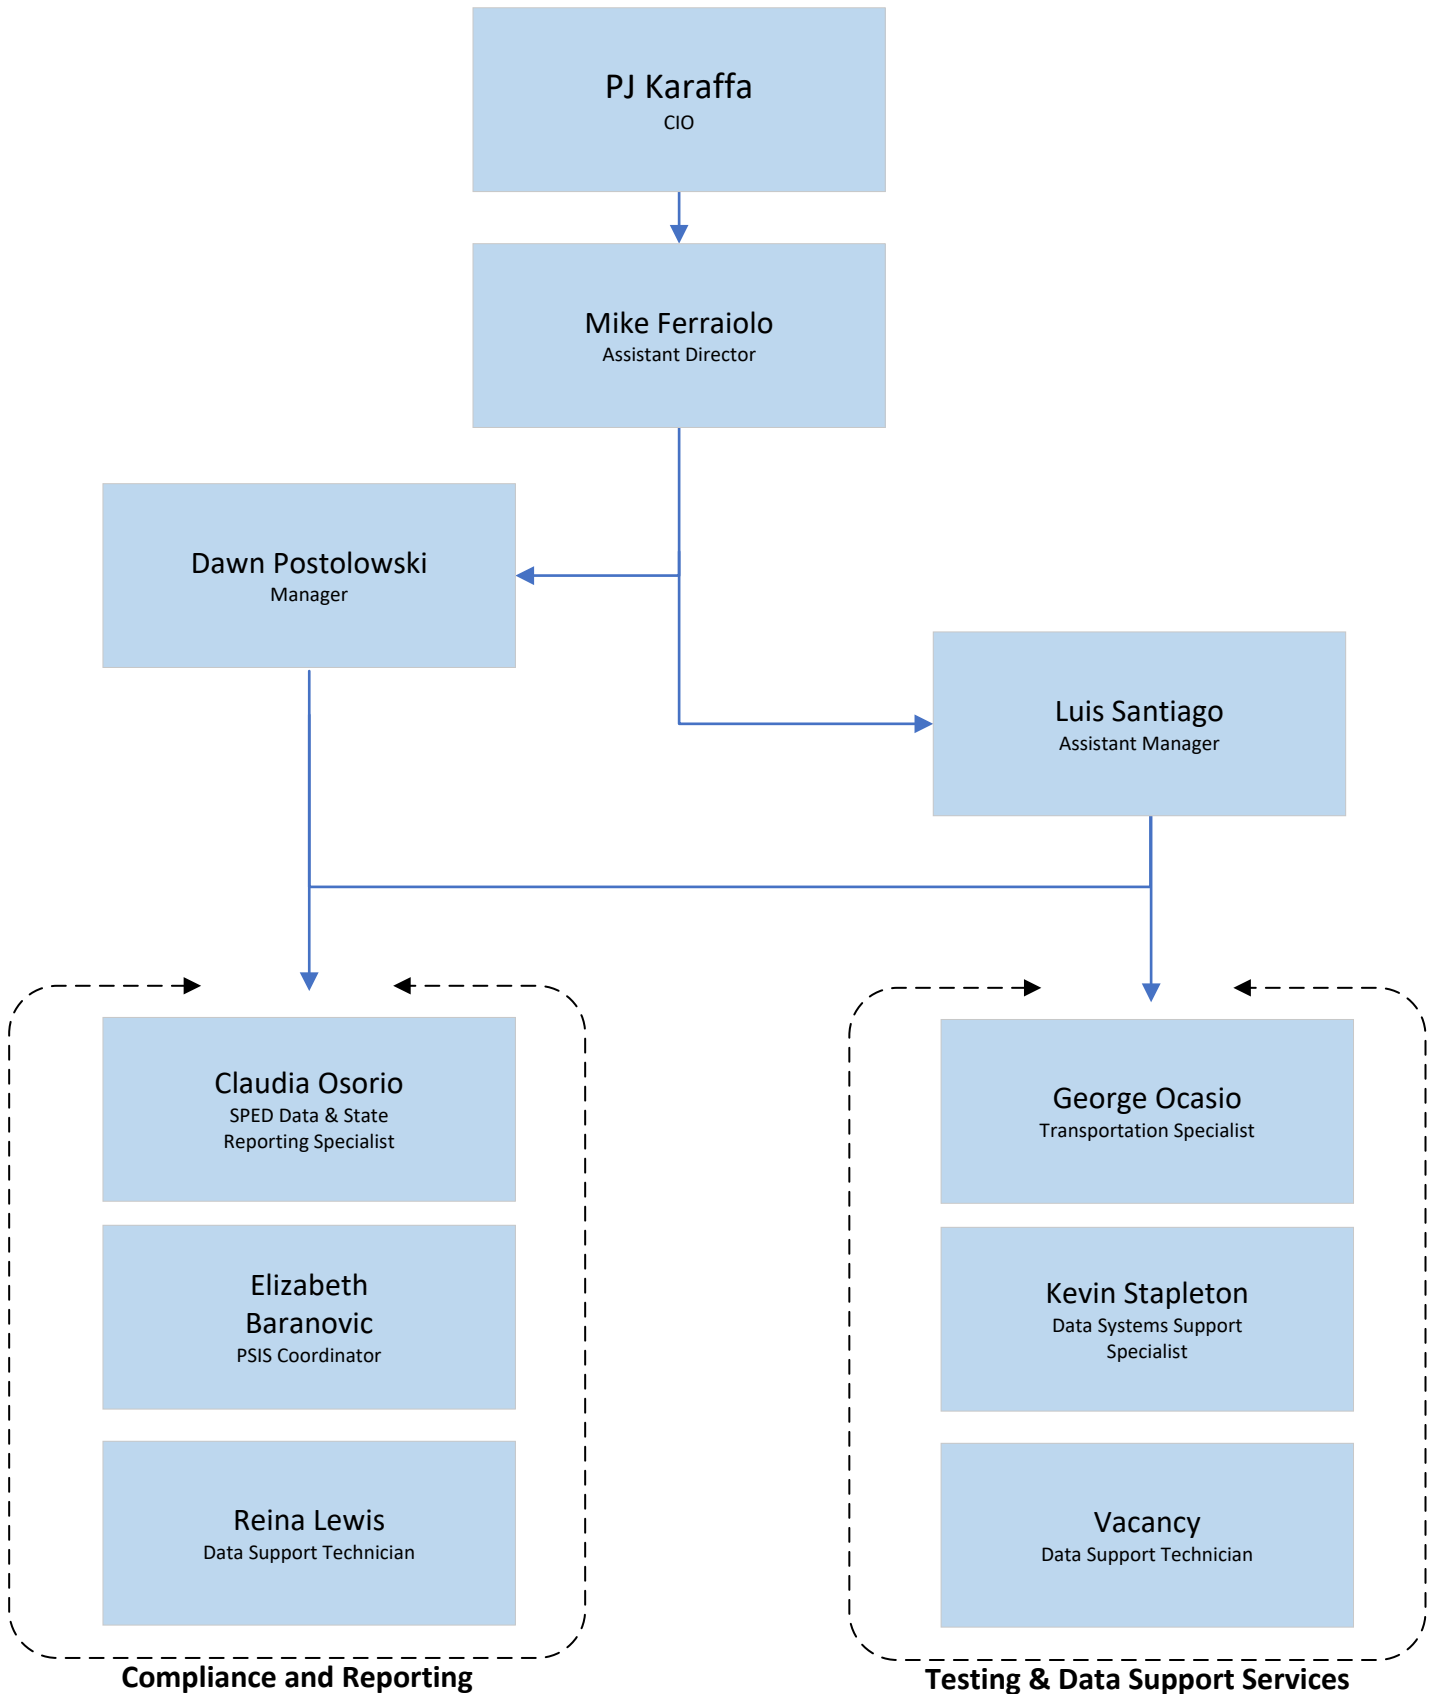 PJ Karaffa
CIO
Mike Ferraiolo
Assistant Director
Dawn Postolowski
Manager
Luis Santiago
Assistant Manager
Claudia Osorio
SPED Data & State
Reporting Specialist
Elizabeth
Baranovic
PSIS Coordinator
Reina Lewis
Data Support Technician
Compliance and Reporting
George Ocasio
Transportation Specialist
Kevin Stapleton
Data Systems Support
Specialist
Vacancy
Data Support Technician
Testing & Data Support Services